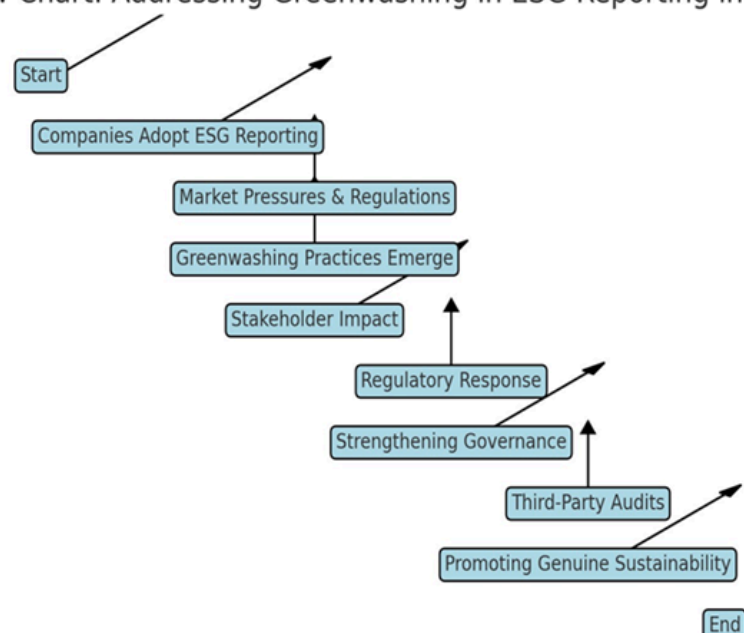 Chart: Addressing Greenwashing in ESG Reporting in
Start
Companies Adopt ESG Reporting
Market Pressures & Regulations
Greenwashing Practices Emerge
Stakeholder Impact
Regulatory Response
Strengthening Governance
Third-Party Audits
Promoting Genuine Sustainability
End